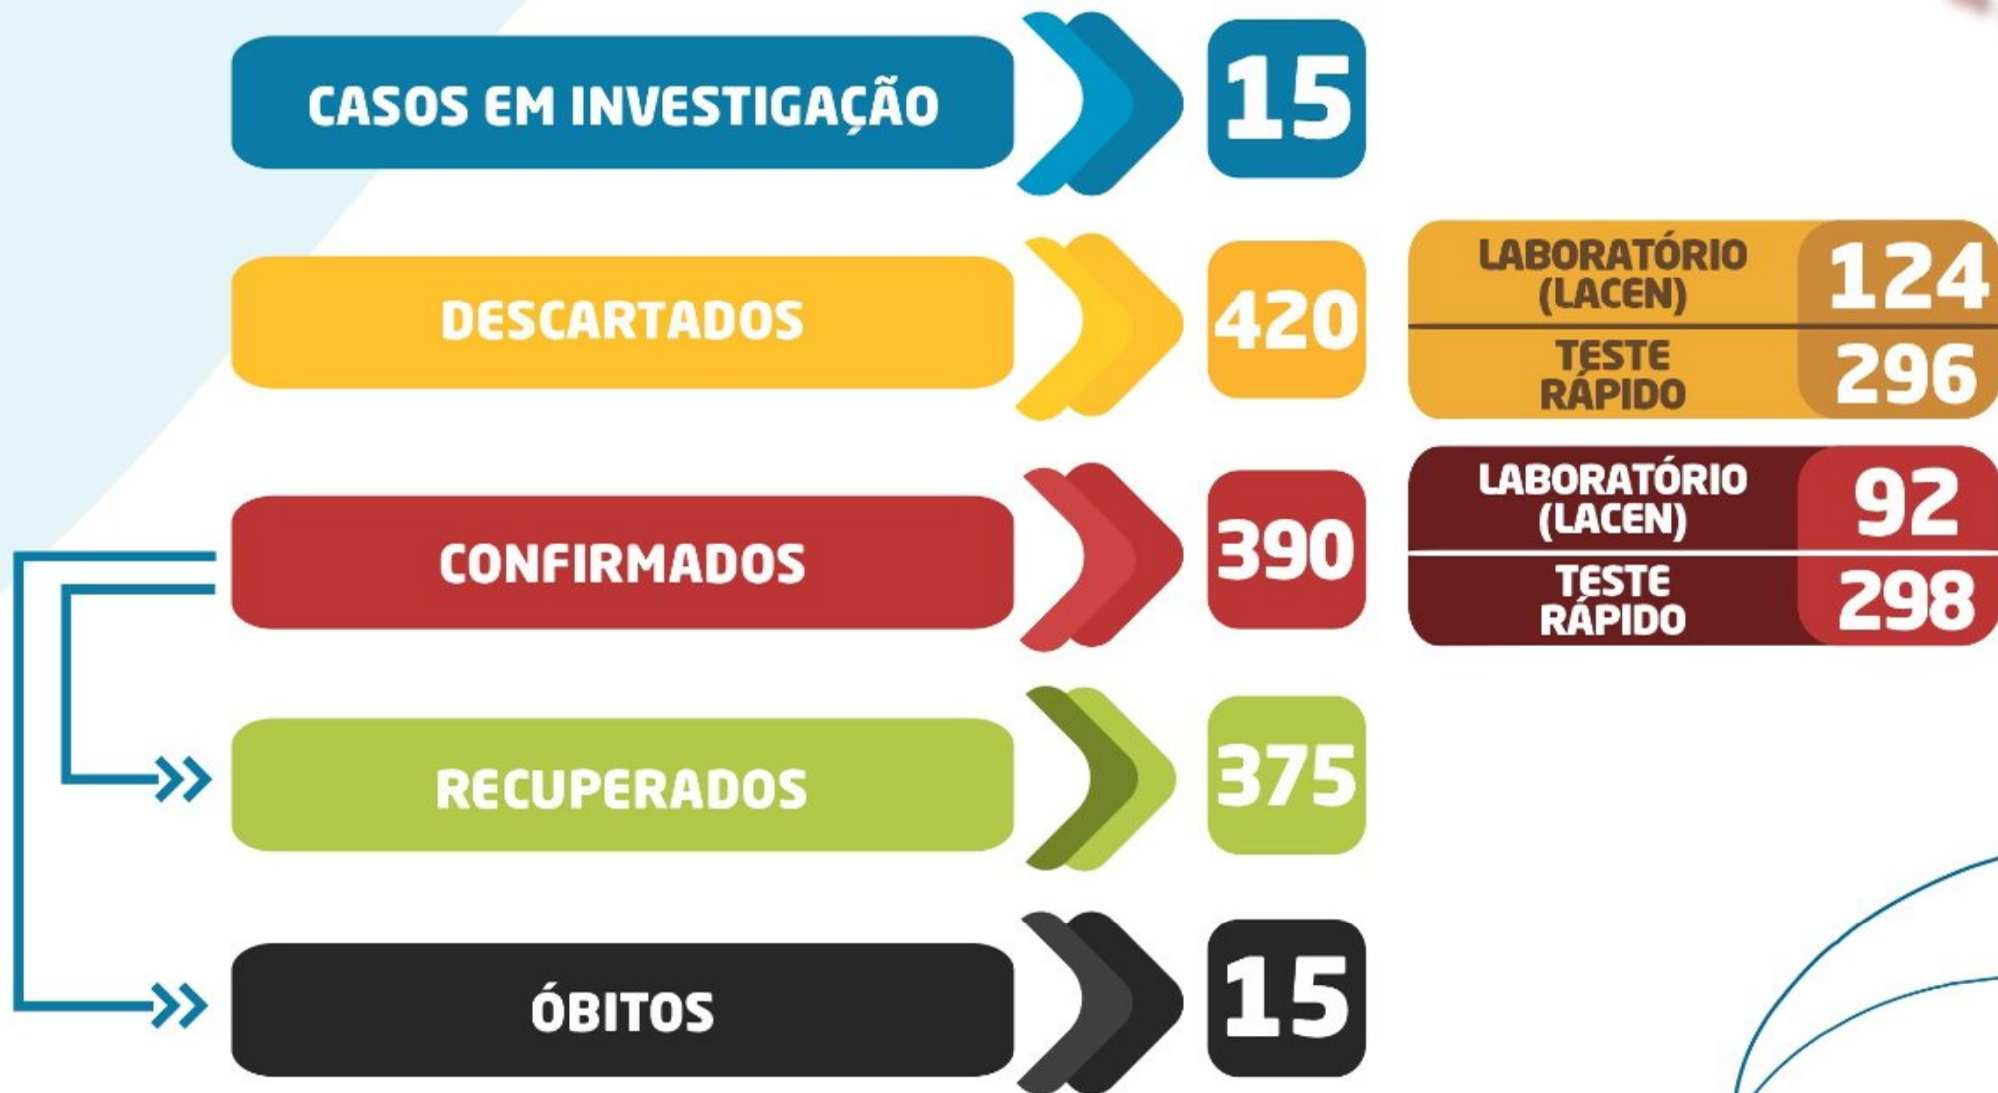 CASOS EM INVESTIGAÇÃO
15
DESCARTADOS
420
LABORATÓRIO
(LACEN)
124
TESTE
RÁPIDO
296
CONFIRMADOS
390
LABORATÓRIO
(LACEN)
92
TESTE
RÁPIDO
298
RECUPERADOS
375
ÓBITOS
15